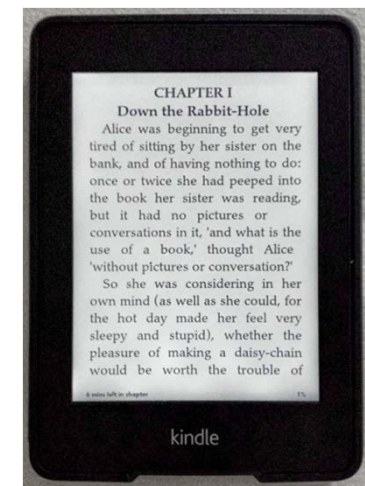 CHAPTER I
Down the Rabbit-Hole
Alice was beginning to get very
tired of sitting by her sister on the
bank, and of having nothing to do:
once or twice she had peeped into
the book her sister was reading,
but it had no pictures or
conversations in it, 'and what is the
use of a book,' thought Alice
'without pictures or conversation?'
So she was considering in her
own mind (as well as she could, for
the hot day made her feel very
sleepy and stupid), whether the
pleasure of making a daisy-chain
would be worth the trouble of
6 mins left in chapter 1%
kindle